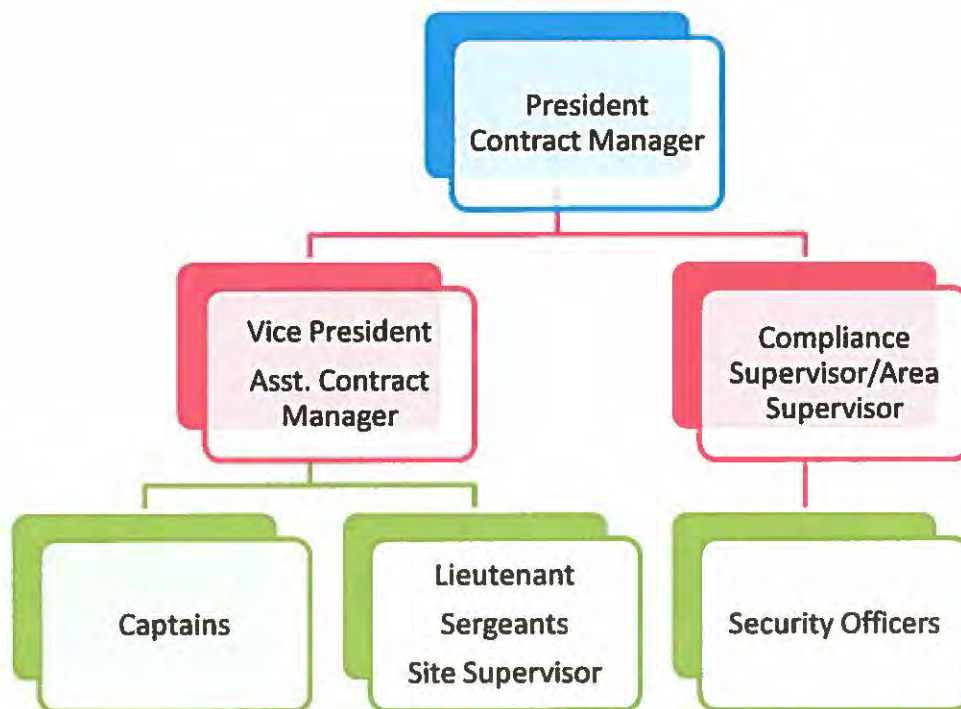 President
Contract Manager
Vice President
Asst. Contract
Manager
Compliance
Supervisor/Area
Supervisor
Captains
Lieutenant
Sergeants
Site Supervisor
Security Officers